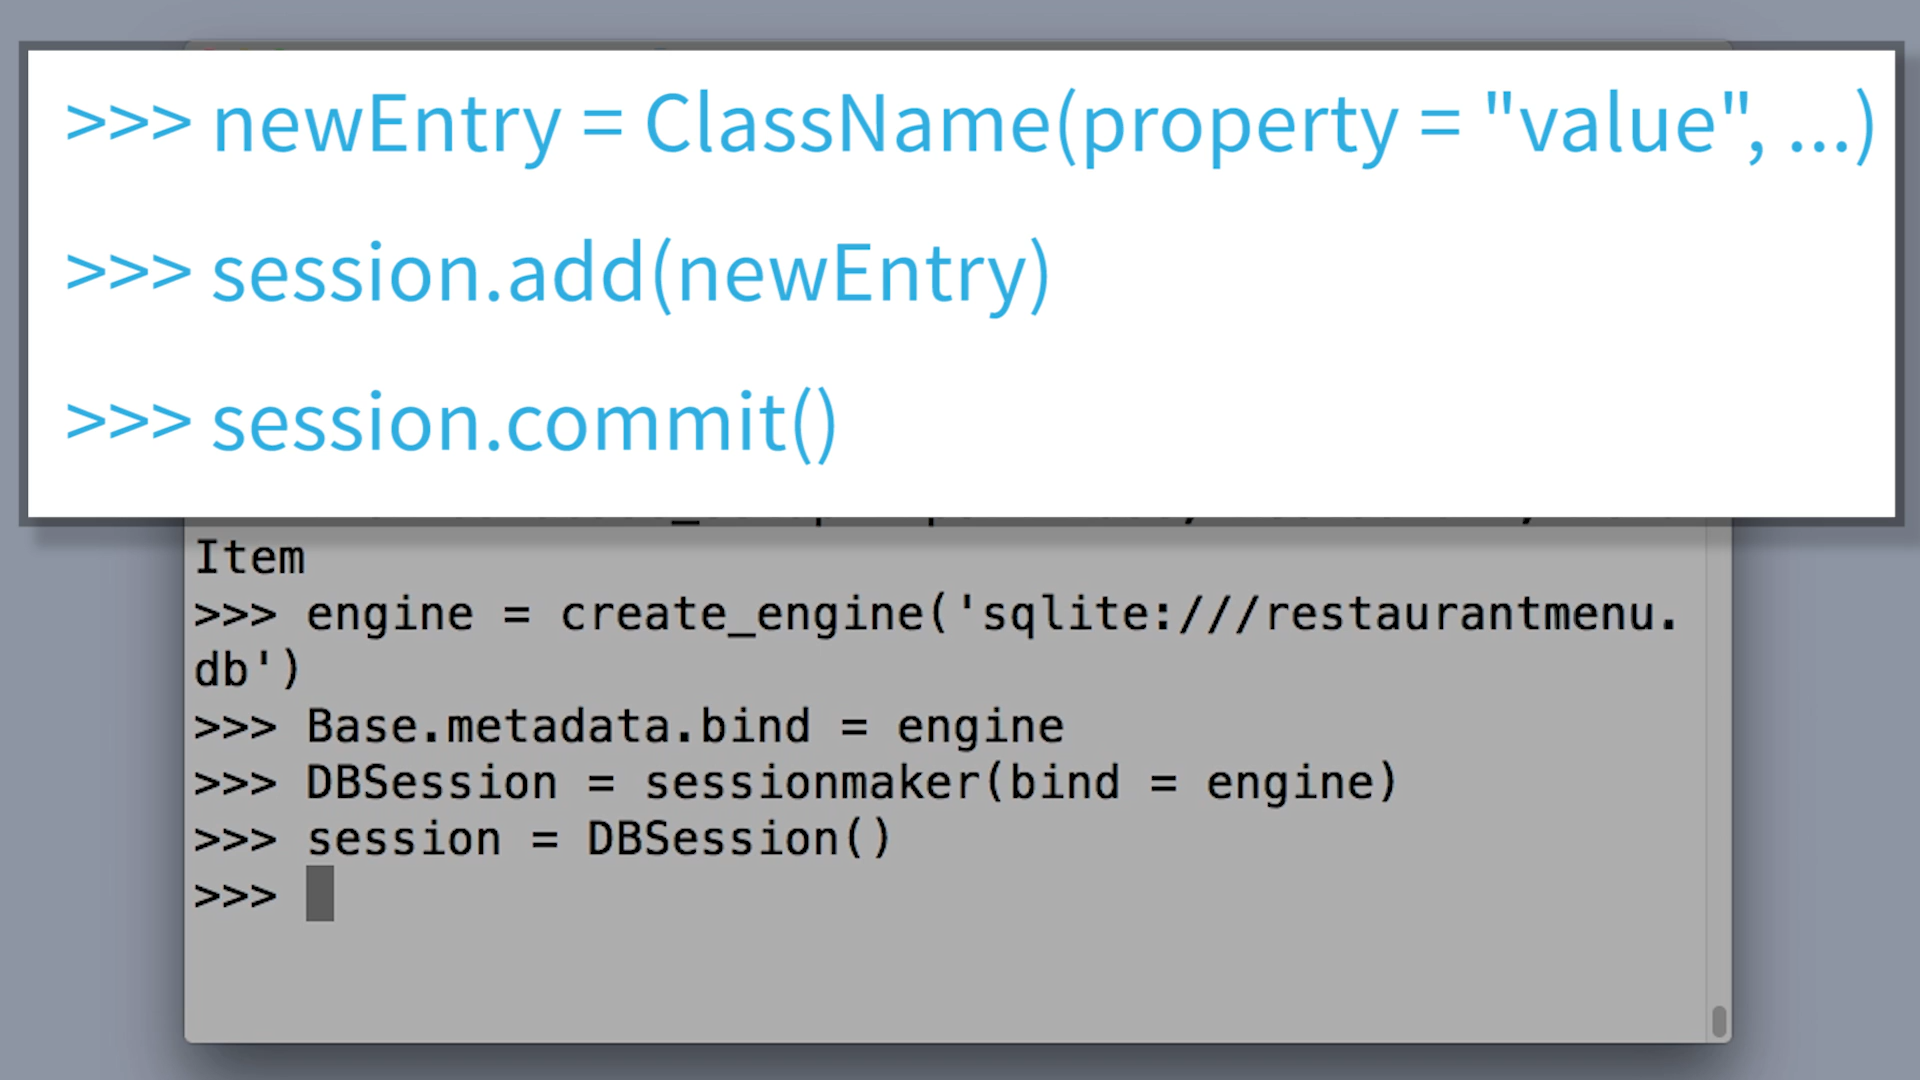 >>> newEntry = ClassName(property = "value", ...)
>>> session.add(newEntry)
>>> session.commit()
Item
>>> engine = create_engine('sqlite:///restaurantmenu.
db')
>>> Base.metadata.bind = engine
>>> DBSession = sessionmaker(bind = engine)
>>> session = DBSession()
>>>